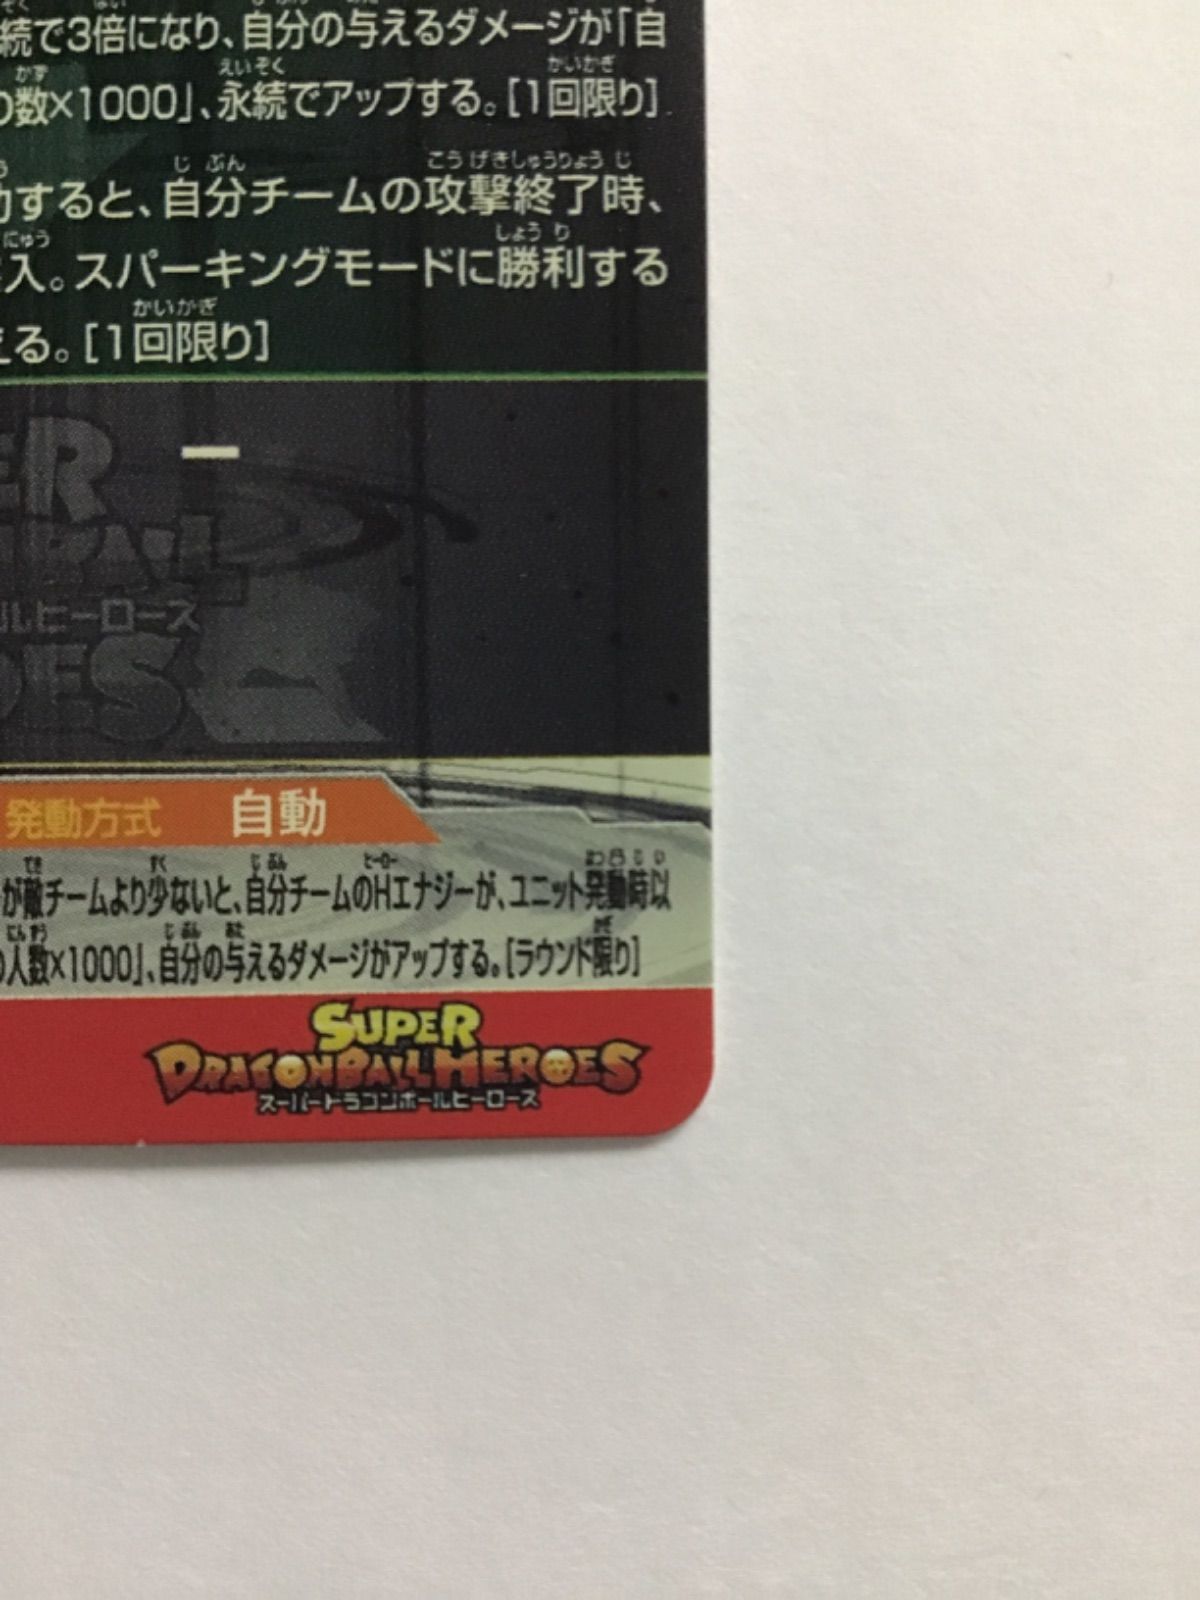 続で3倍になり、自分の与えるダメージが「自
の数×1000」、永続でアップする。[1回限り]
動すると、自分チームの攻撃終了時、
入。スパーキングモードに勝利する
える。[1回限り]
ー
ER
BALL
ルヒーローズ
OES
発動方式 自動
が敵チームより少ないと、自分チームのHエナジーが、ユニット発動時以
の人数×1000」、自分の与えるダメージがアップする。[ラウンド限り]
SUPER
DRAGONBALL HEROES
スーパードラゴンボールヒーローズ